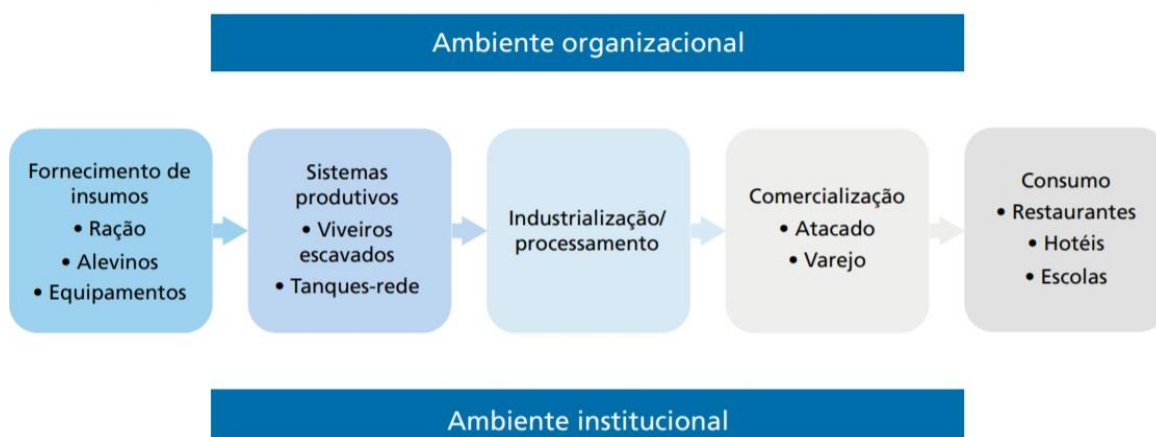 Ambiente organizacional
Fornecimento de
insumos
• Ração
• Alevinos
• Equipamentos
Sistemas
produtivos
• Viveiros
escavados
• Tanques-rede
Industrialização/
processamento
Comercialização
• Atacado
• Varejo
Consumo
• Restaurantes
• Hotéis
• Escolas
Ambiente institucional